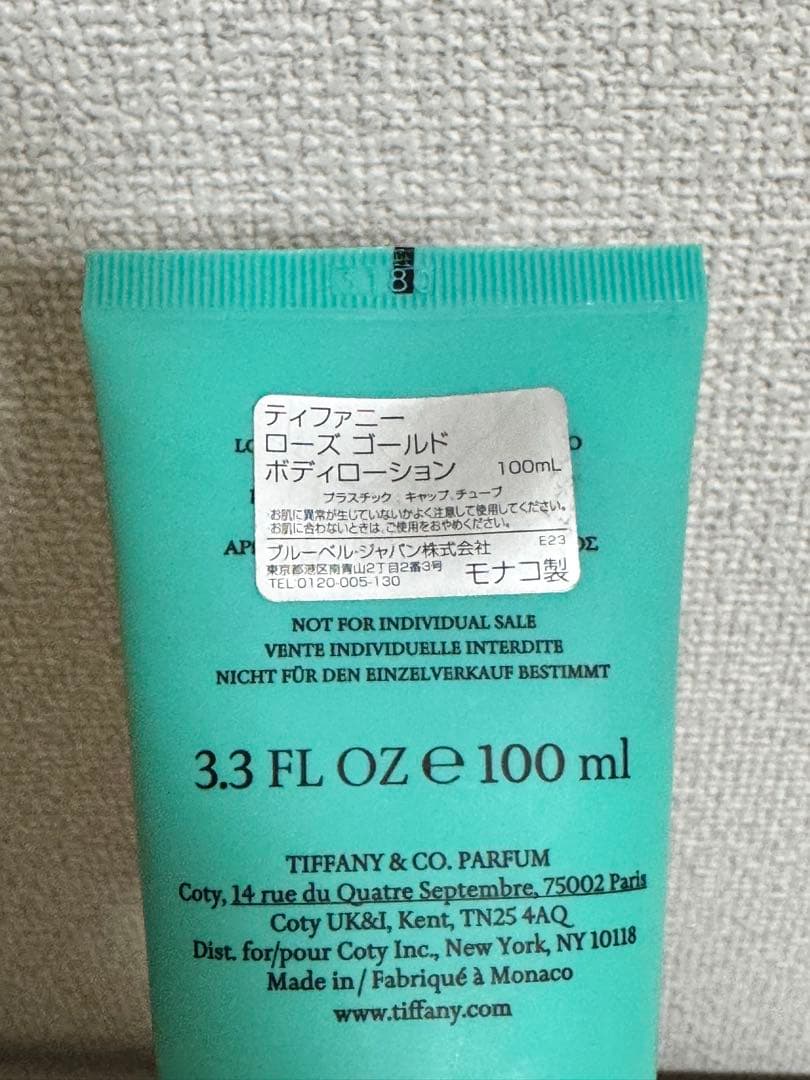 ティファニー
ローズ ゴールド
ボディローション 100mL
プラスチック:キャップ、チューブ
お肌に異常が生じていないかよく注意して使用してください。
お肌に合わないときは、ご使用をおやめください。
ブルーベル・ジャパン株式会社 E23
東京都港区南青山2丁目2番3号
TEL:0120-005-130 モナコ製
NOT FOR INDIVIDUAL SALE
VENTE INDIVIDUELLE INTERDITE
NICHT FÜR DEN EINZELVERKAUF BESTIMMT
3.3 FL OZ ℮ 100 ml
TIFFANY & CO. PARFUM
Coty, 14 rue du Quatre Septembre, 75002 Paris
Coty UK&I, Kent, TN25 4AQ
Dist. for/pour Coty Inc., New York, NY 10118
Made in / Fabriqué à Monaco
www.tiffany.com